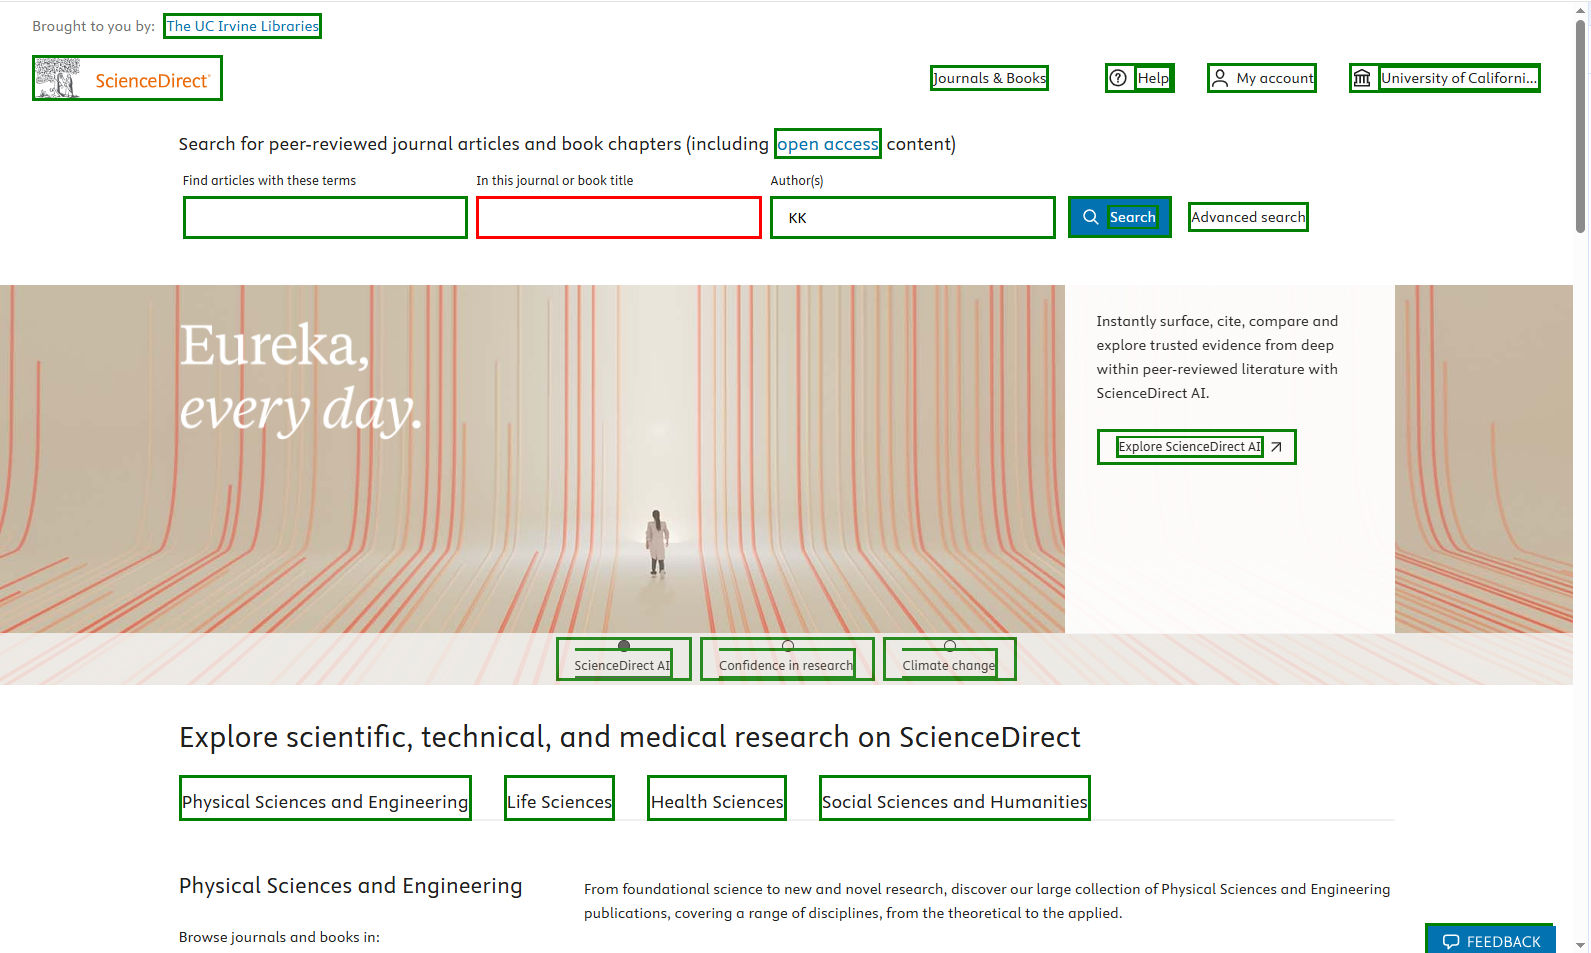 Brought to you by: The UC Irvine Libraries
ScienceDirect
Journals & Books
Help
My account
University of Californi...
Search for peer-reviewed journal articles and book chapters (including open access content)
Find articles with these terms
In this journal or book title
Author(s)
KK
Search
Advanced search
Eureka,
every day.
Instantly surface, cite, compare and
explore trusted evidence from deep
within peer-reviewed literature with
ScienceDirect AI.
Explore ScienceDirect AI
ScienceDirect AI
Confidence in research
Climate change
Explore scientific, technical, and medical research on ScienceDirect
Physical Sciences and Engineering
Life Sciences
Health Sciences
Social Sciences and Humanities
Physical Sciences and Engineering
From foundational science to new and novel research, discover our large collection of Physical Sciences and Engineering
publications, covering a range of disciplines, from the theoretical to the applied.
Browse journals and books in:
FEEDBACK